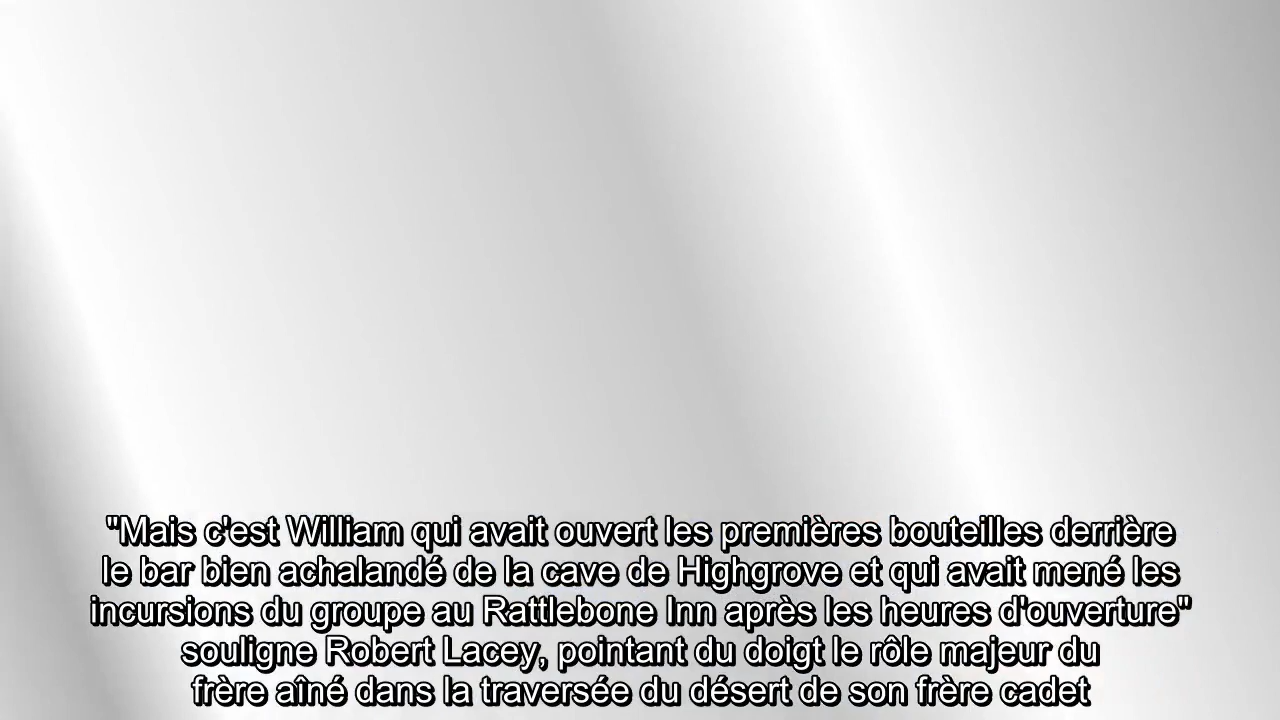 "Mais c'est William qui avait ouvert les premières bouteilles derrière
le bar bien achalandé de la cave de Highgrove et qui avait mené les
incursions du groupe au Rattlebone Inn après les heures d'ouverture"
souligne Robert Lacey, pointant du doigt le rôle majeur du
frère aîné dans la traversée du désert de son frère cadet